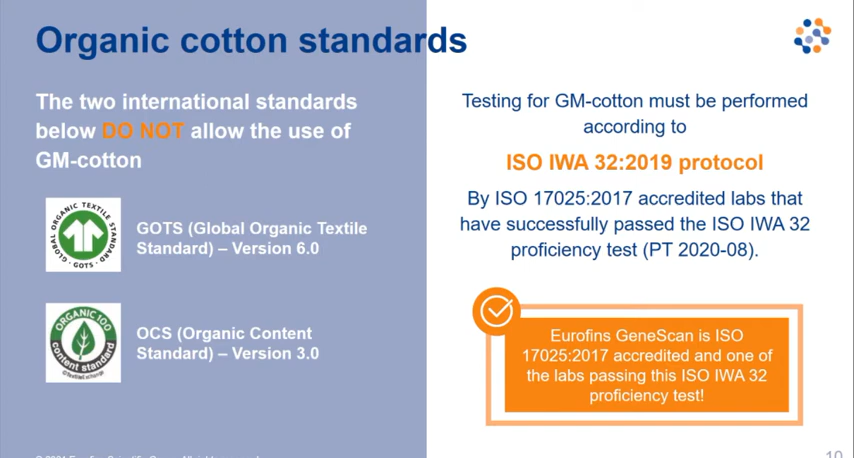 Organic cotton standards
The two international standards
below DO NOT allow the use of
GM-cotton
GLOBAL ORGANIC TEXTILE STANDARD · GOTS ·
GOTS (Global Organic Textile
Standard) – Version 6.0
ORGANIC 100
content standard
OCS (Organic Content
Standard) – Version 3.0
Testing for GM-cotton must be performed
according to
ISO IWA 32:2019 protocol
By ISO 17025:2017 accredited labs that
have successfully passed the ISO IWA 32
proficiency test (PT 2020-08).
Eurofins GeneScan is ISO
17025:2017 accredited and one of
the labs passing this ISO IWA 32
proficiency test!
10